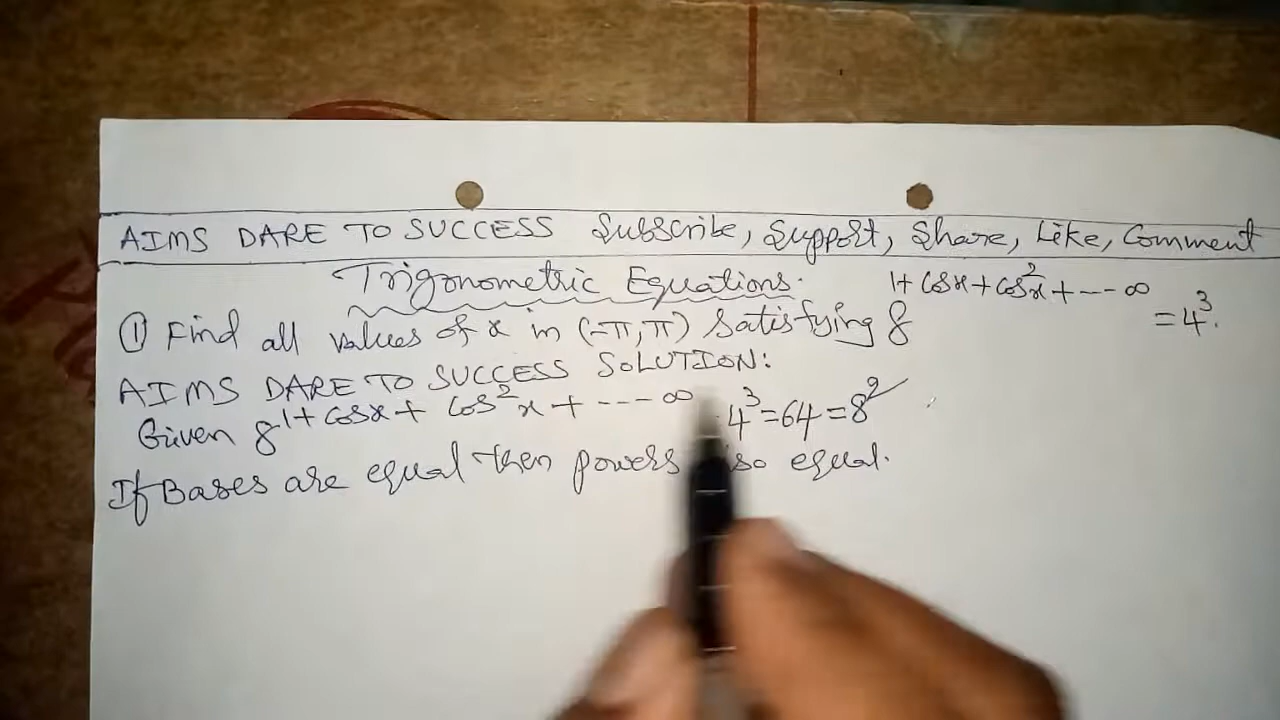 AIMS DARE TO SUCCESS Subscribe, Support, Share, Like, Comment
Trigonometric Equations.
① Find all values of x in (-π, π) Satisfying 8^(1+cosx+cos²x+---∞) = 4³.
AIMS DARE TO SUCCESS SOLUTION:
Given 8^(1+cosx+cos²x+---∞) 4³=64=8²
If Bases are equal then powers equal.